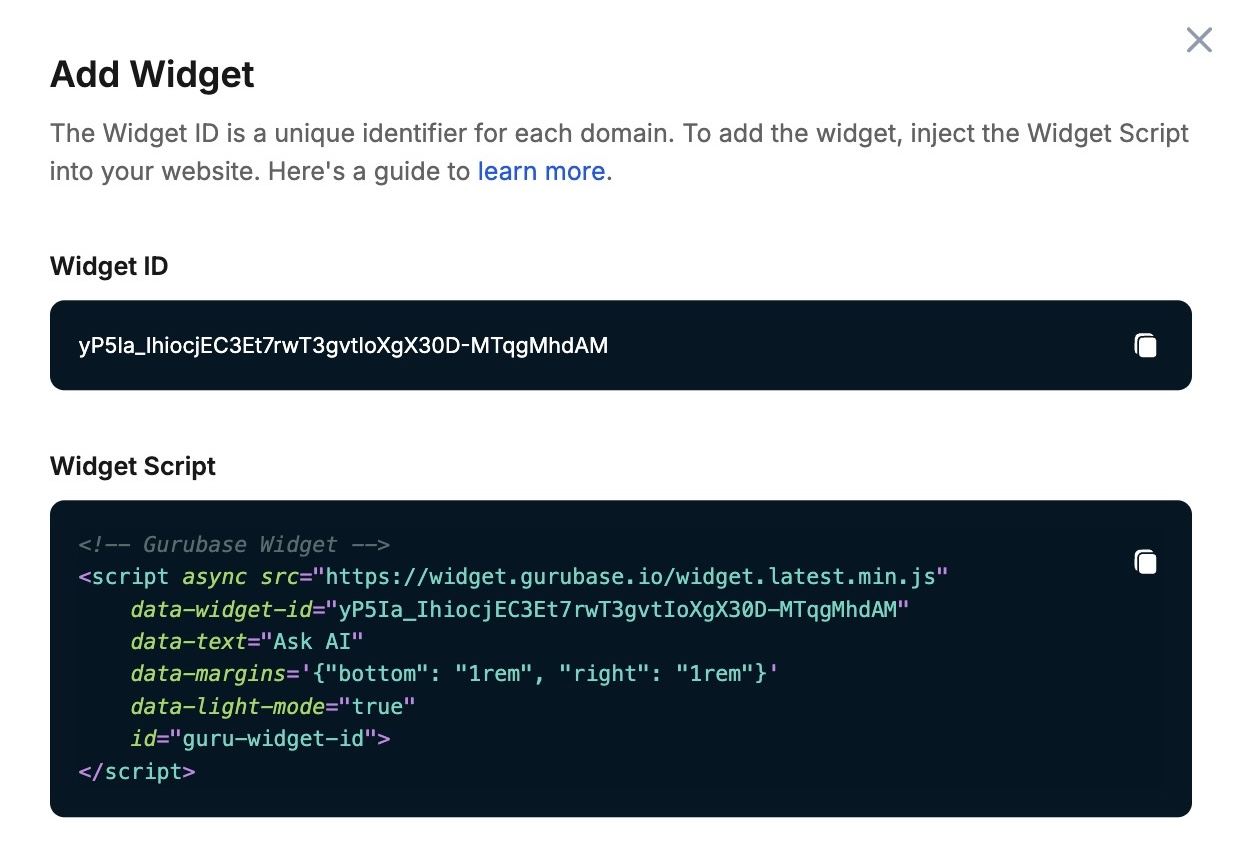 Add Widget
The Widget ID is a unique identifier for each domain. To add the widget, inject the Widget Script
into your website. Here's a guide to learn more.
Widget ID
yP5Ia_IhiocjEC3Et7rwT3gvtIoXgX30D-MTqgMhdAM
Widget Script
<!-- Gurubase Widget -->
<script async src="https://widget.gurubase.io/widget.latest.min.js"
    data-widget-id="yP5Ia_IhiocjEC3Et7rwT3gvtIoXgX30D-MTqgMhdAM"
    data-text="Ask AI"
    data-margins='{"bottom": "1rem", "right": "1rem"}'
    data-light-mode="true"
    id="guru-widget-id">
</script>